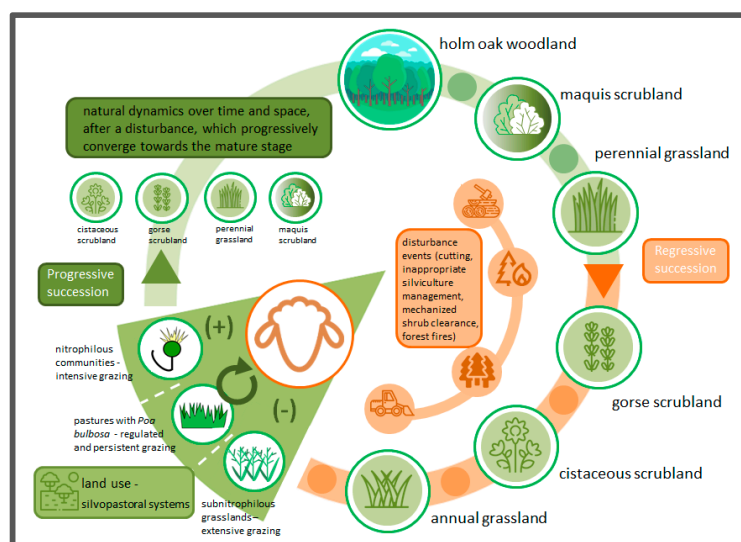 holm oak woodland
maquis scrubland
perennial grassland
natural dynamics over time and space,
after a disturbance, which progressively
converge towards the mature stage
cistaceous
scrubland
gorse
scrubland
perennial
grassland
maquis
scrubland
disturbance
events (cutting,
inappropriate
silviculture
management,
mechanized
shrub clearance,
forest fires)
Regressive
succession
Progressive
succession
(+)
nitrophilous
communities -
intensive grazing
(-)
pastures with Poa
bulbosa - regulated
and persistent grazing
land use -
silvopastoral systems
subnitrophilous
grasslands –
extensive grazing
gorse scrubland
cistaceous scrubland
annual grassland